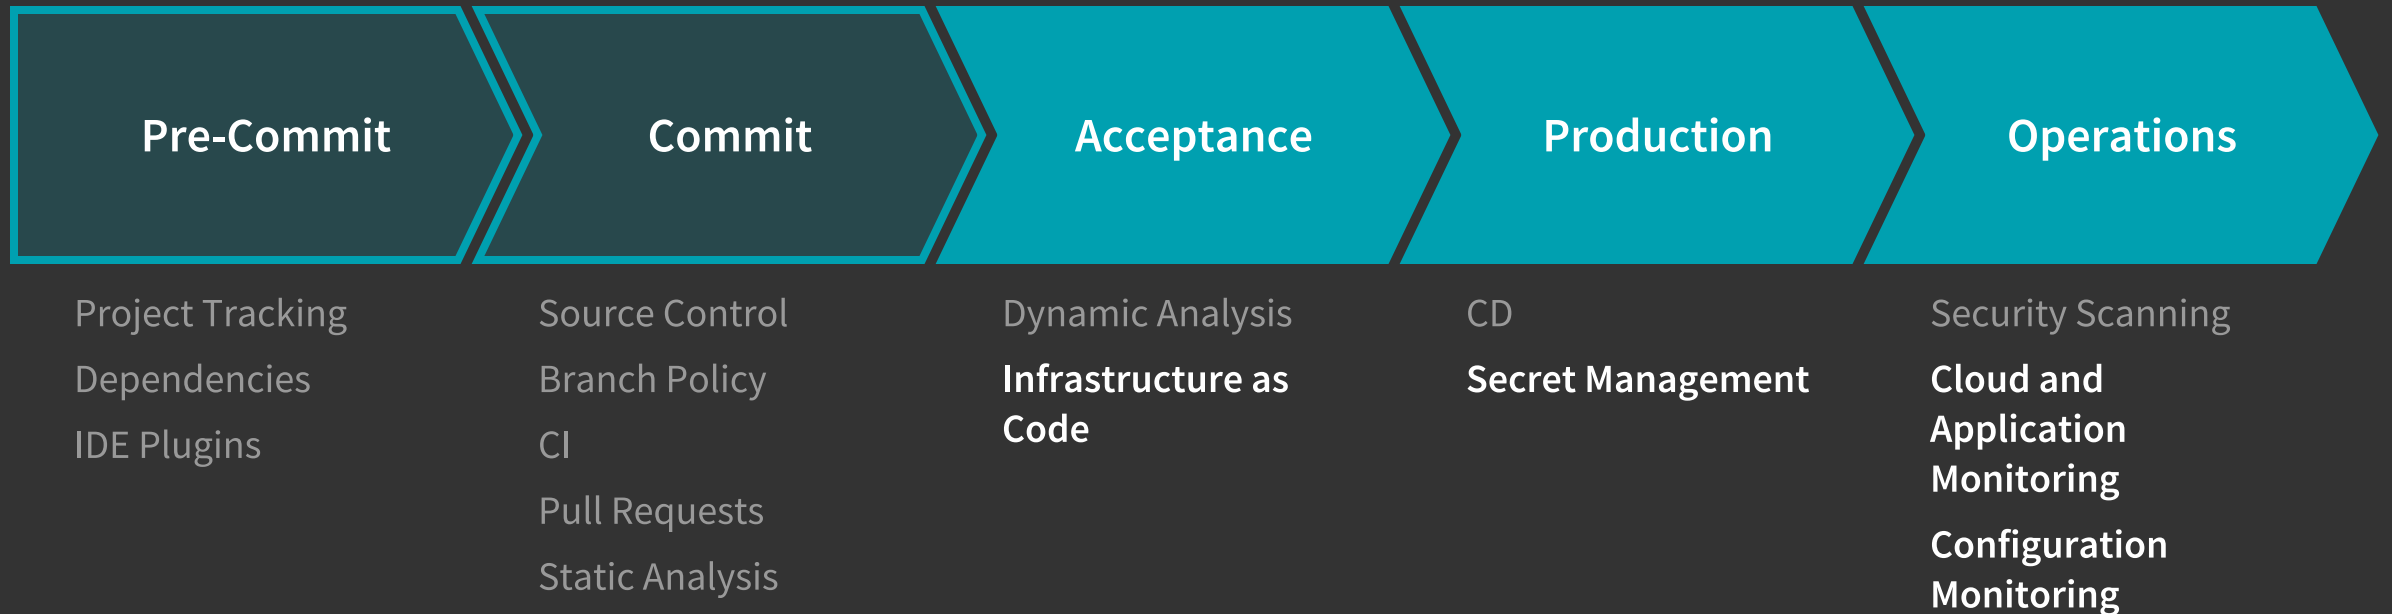 Pre-Commit
Commit
Acceptance
Production
Operations
Project Tracking
Dependencies
IDE Plugins
Source Control
Branch Policy
CI
Pull Requests
Static Analysis
Dynamic Analysis
Infrastructure as
Code
CD
Secret Management
Security Scanning
Cloud and
Application
Monitoring
Configuration
Monitoring